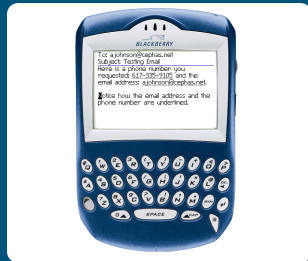 BLACKBERRY
To: ajohnson@cephas.net
Subject: Testing Email
Here is a phone number you
requested: 617-335-9105 and the
email address: ajohnson@cephas.net.
Notice how the email address and the
phone number are underlined.
Q W E R T Y U I O P
A S D F G H J K L
Z X C V B N M
SPACE
CAP